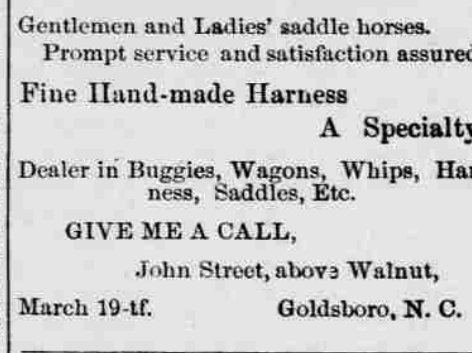 Gentlemen and Ladies' saddle horses.
Prompt service and satisfaction assured
Fine Hand-made Harness
A Specialty
Dealer in Buggies, Wagons, Whips, Har
ness, Saddles, Etc.
GIVE ME A CALL,
John Street, above Walnut,
March 19-tf. Goldsboro, N. C.